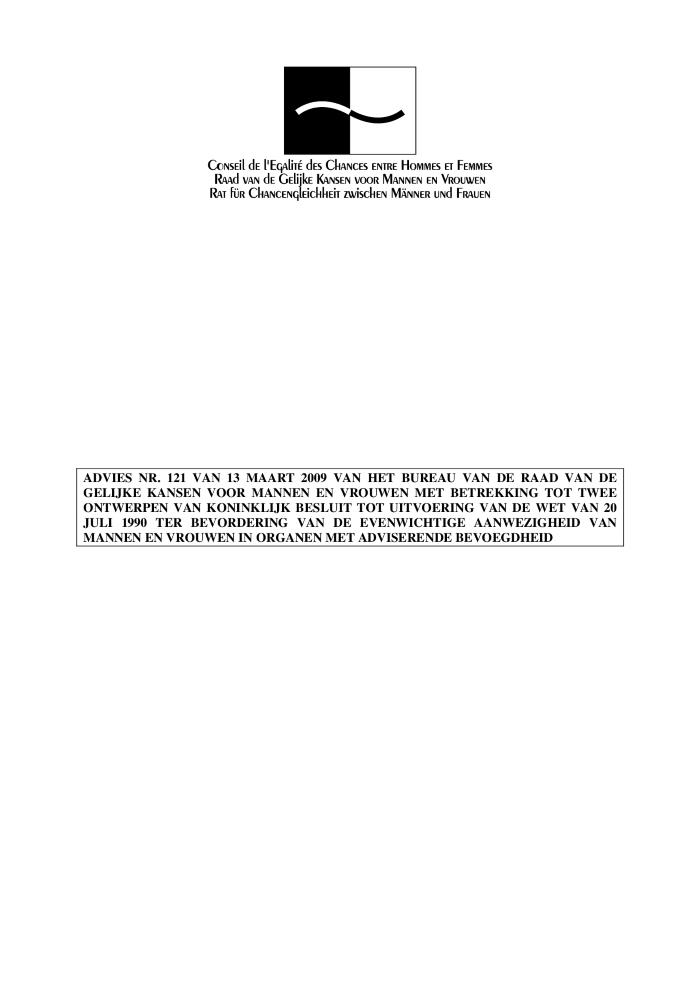 Conseil de l'Egalité des Chances entre Hommes et Femmes
Raad van de Gelijke Kansen voor Mannen en Vrouwen
Rat für Chancengleichheit zwischen Männer und Frauen
ADVIES NR. 121 VAN 13 MAART 2009 VAN HET BUREAU VAN DE RAAD VAN DE
GELIJKE KANSEN VOOR MANNEN EN VROUWEN MET BETREKKING TOT TWEE
ONTWERPEN VAN KONINKLIJK BESLUIT TOT UITVOERING VAN DE WET VAN 20
JULI 1990 TER BEVORDERING VAN DE EVENWICHTIGE AANWEZIGHEID VAN
MANNEN EN VROUWEN IN ORGANEN MET ADVISERENDE BEVOEGDHEID